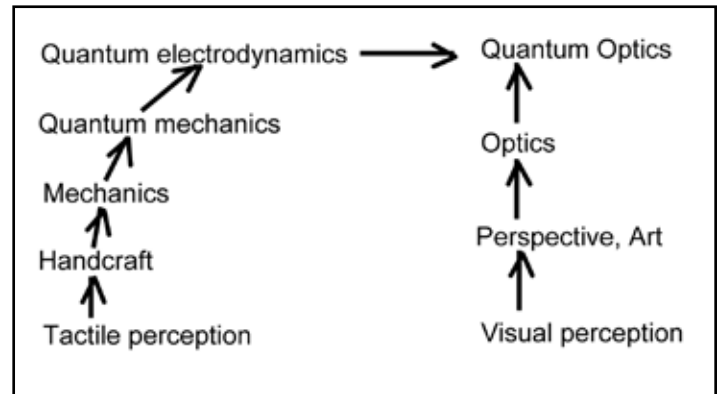 Quantum electrodynamics
Quantum Optics
Quantum mechanics
Optics
Mechanics
Perspective, Art
Handcraft
Tactile perception
Visual perception